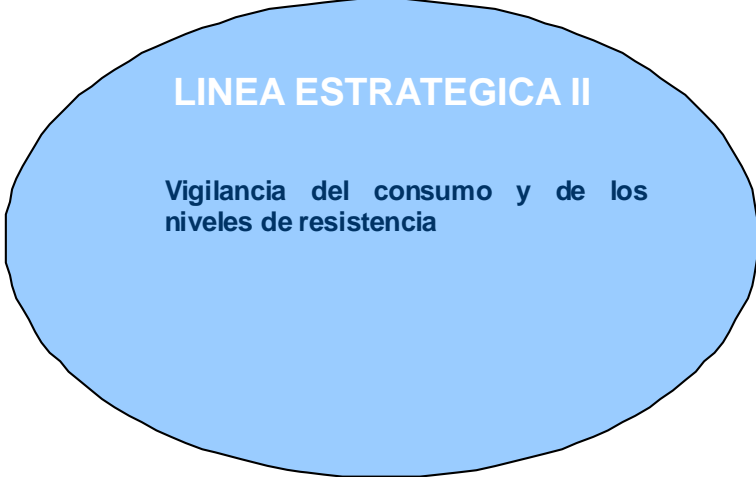 LINEA ESTRATEGICA II
Vigilancia del consumo y de los
niveles de resistencia